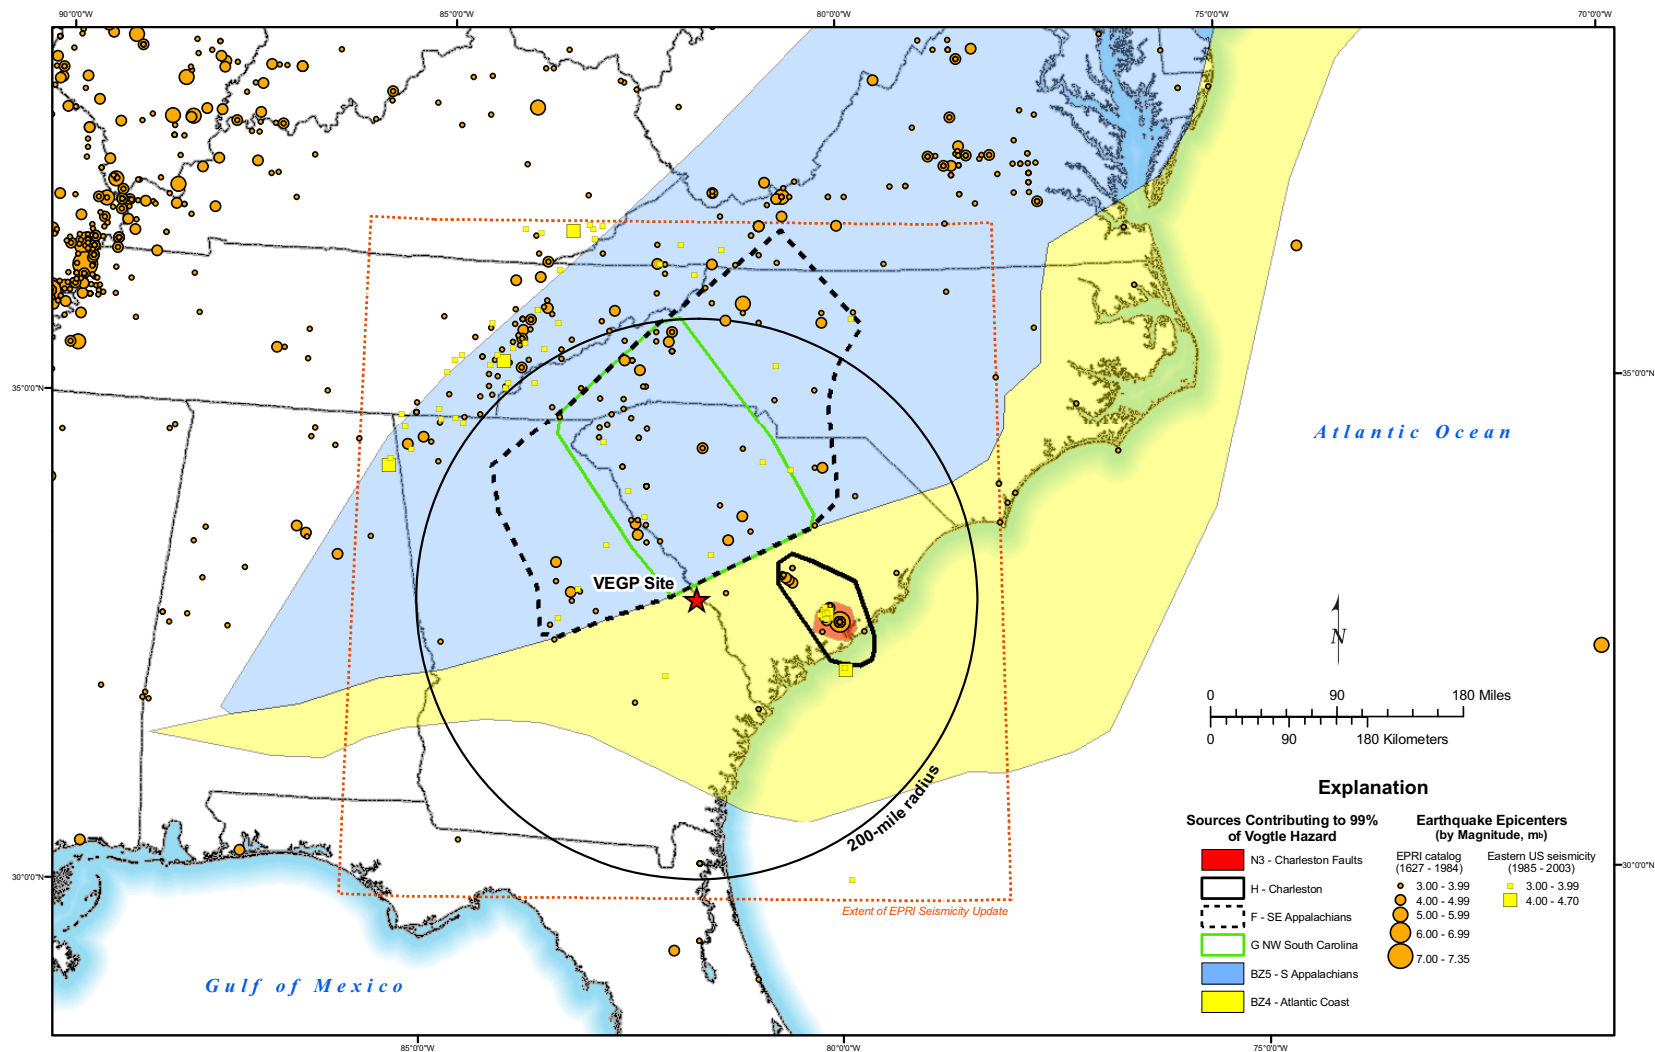 90°0'0"W
85°0'0"W
80°0'0"W
75°0'0"W
70°0'0"W
35°0'0"N
35°0'0"N
Atlantic Ocean
VEGP Site
N
0 90 180 Miles
0 90 180 Kilometers
200-mile radius
Explanation
Sources Contributing to 99%
of Vogtle Hazard
N3 - Charleston Faults
H - Charleston
F - SE Appalachians
G NW South Carolina
BZ5 - S Appalachians
BZ4 - Atlantic Coast
Earthquake Epicenters
(by Magnitude, mb)
EPRI catalog
(1627 - 1984)
3.00 - 3.99
4.00 - 4.99
5.00 - 5.99
6.00 - 6.99
7.00 - 7.35
Eastern US seismicity
(1985 - 2003)
3.00 - 3.99
4.00 - 4.70
30°0'0"N
30°0'0"N
Extent of EPRI Seismicity Update
Gulf of Mexico
85°0'0"W
80°0'0"W
75°0'0"W